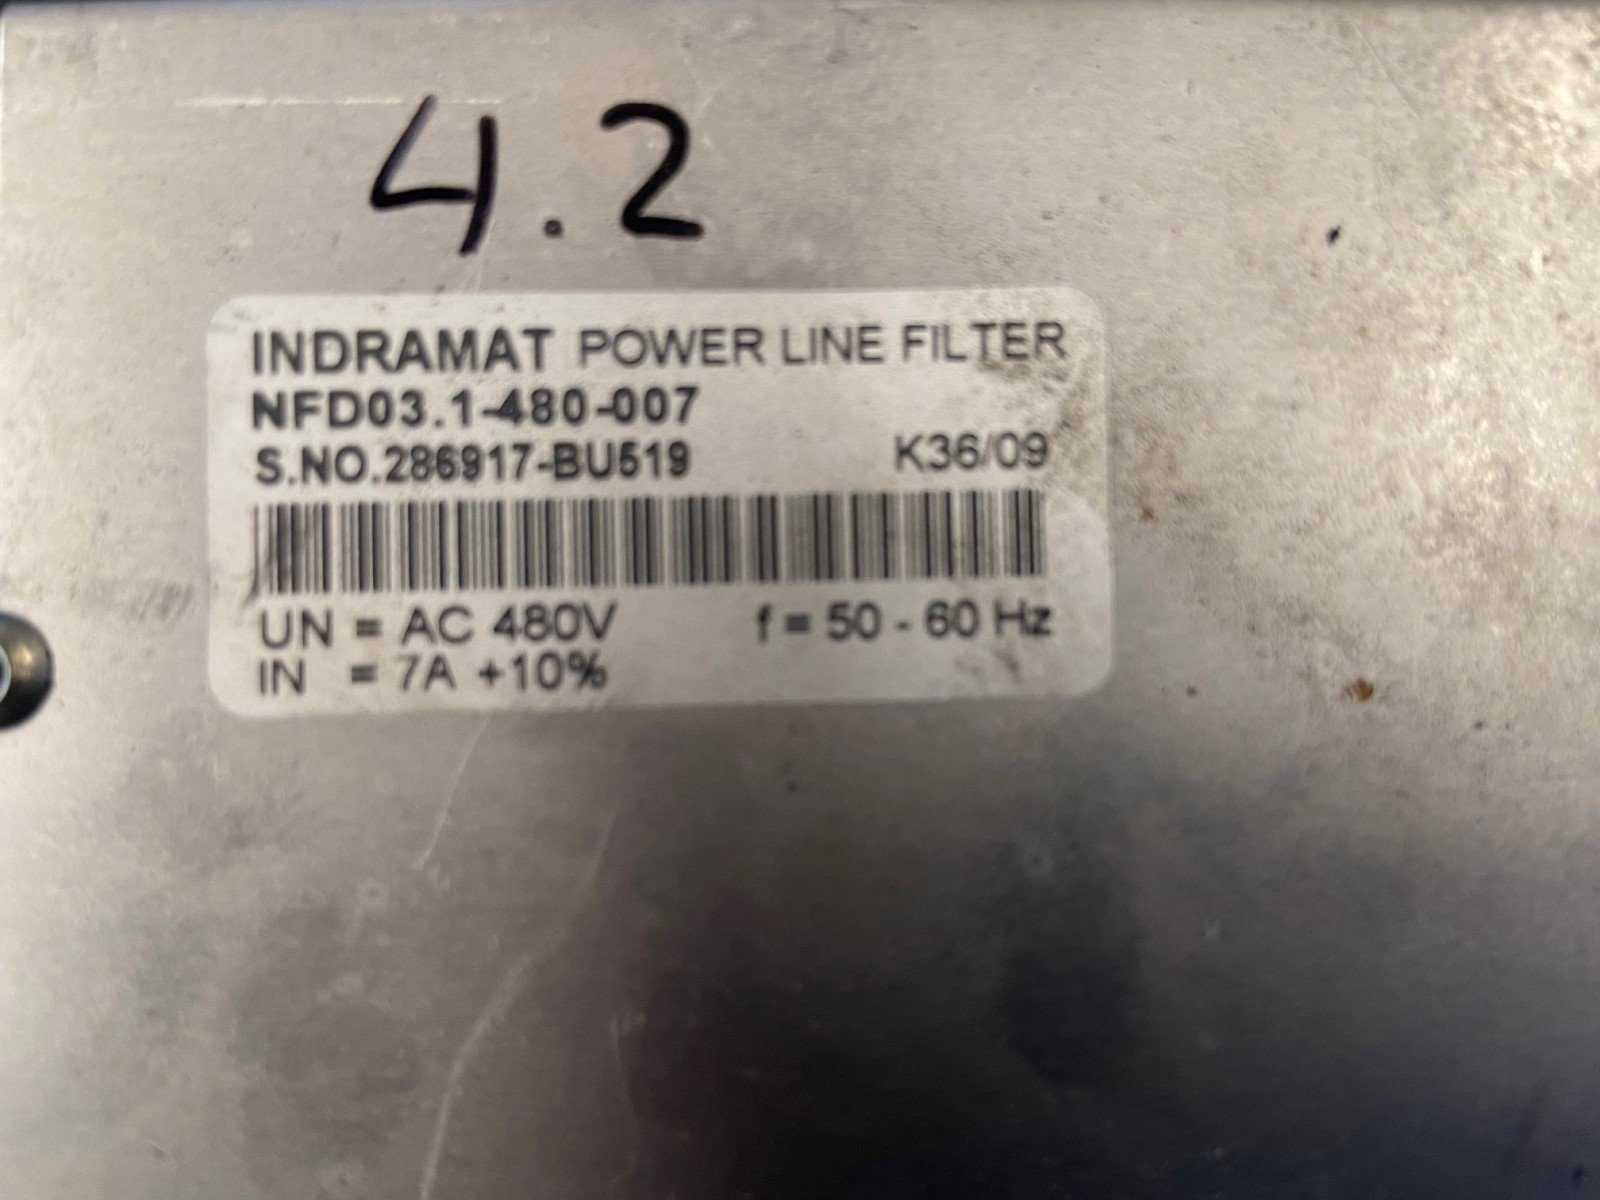 4.2
INDRAMAT POWER LINE FILTER
NFD03.1-480-007
S.NO.286917-BU519 K36/09
UN = AC 480V f = 50 - 60 Hz
IN = 7A +10%